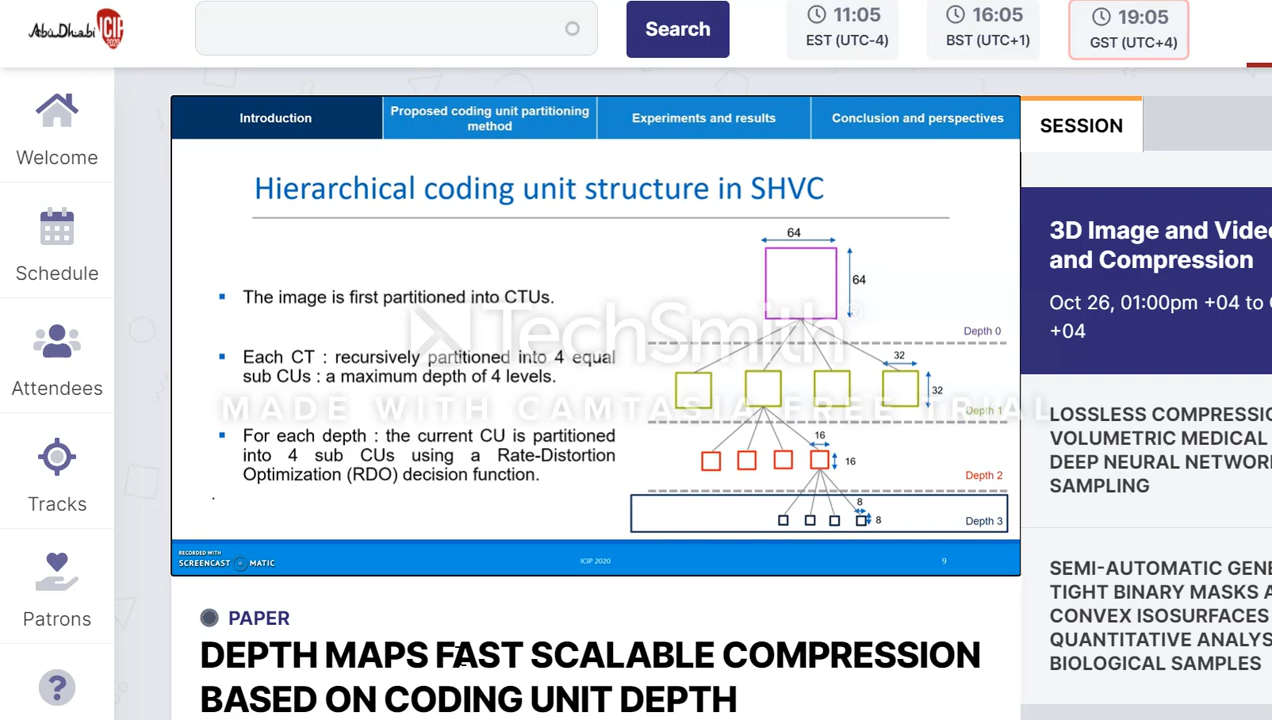 Abu Dhabi ICIP 2020
Search
11:05
EST (UTC-4)
16:05
BST (UTC+1)
19:05
GST (UTC+4)
Welcome
Schedule
Attendees
Tracks
Patrons
?
Introduction
Proposed coding unit partitioning
method
Experiments and results
Conclusion and perspectives
Hierarchical coding unit structure in SHVC
The image is first partitioned into CTUs.
Each CT : recursively partitioned into 4 equal
sub CUs : a maximum depth of 4 levels.
For each depth : the current CU is partitioned
into 4 sub CUs using a Rate-Distortion
Optimization (RDO) decision function.
64
64
Depth 0
32
32
Depth 1
16
16
Depth 2
8
8
Depth 3
TechSmith®
MADE WITH CAMTASIA FREE TRIAL
RECORDED WITH
SCREENCAST MATIC
ICIP 2020
9
PAPER
DEPTH MAPS FAST SCALABLE COMPRESSION
BASED ON CODING UNIT DEPTH
SESSION
3D Image and Vide
and Compression
Oct 26, 01:00pm +04 to
+04
LOSSLESS COMPRESSIO
VOLUMETRIC MEDICAL
DEEP NEURAL NETWOR
SAMPLING
SEMI-AUTOMATIC GENE
TIGHT BINARY MASKS A
CONVEX ISOSURFACES
QUANTITATIVE ANALYS
BIOLOGICAL SAMPLES